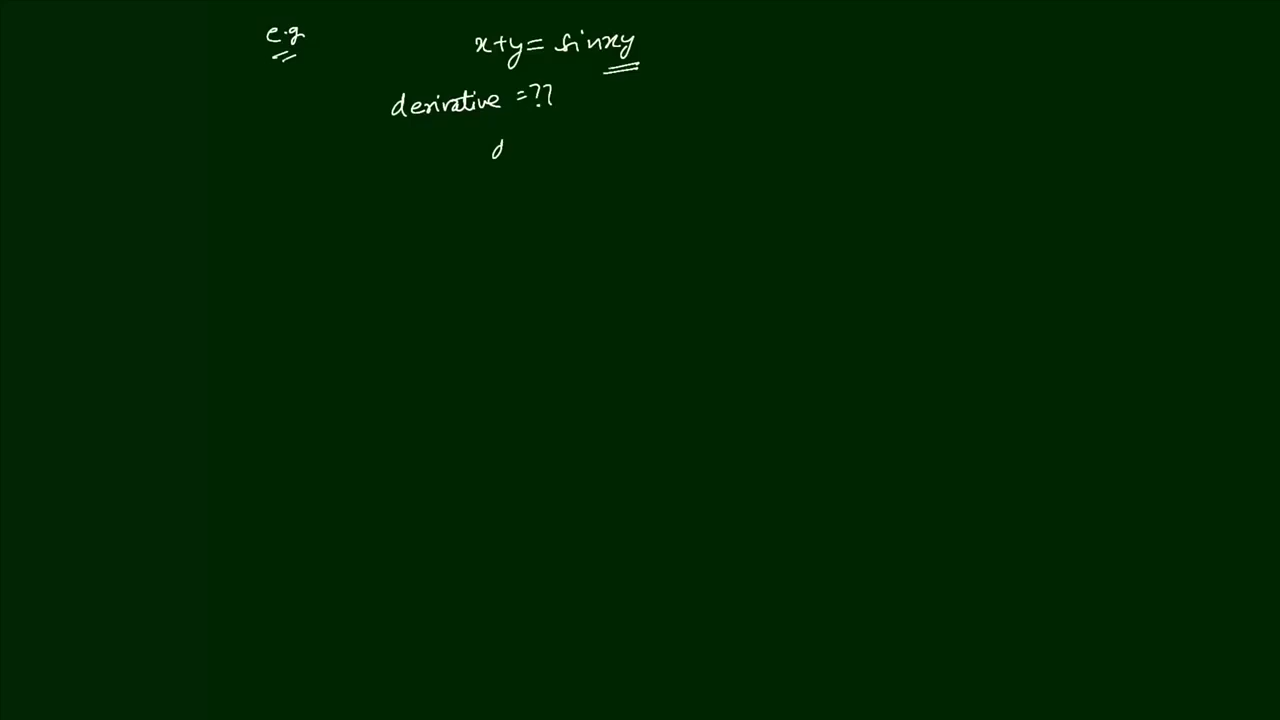 e.g x+y = sinxy
derivative = ??
d